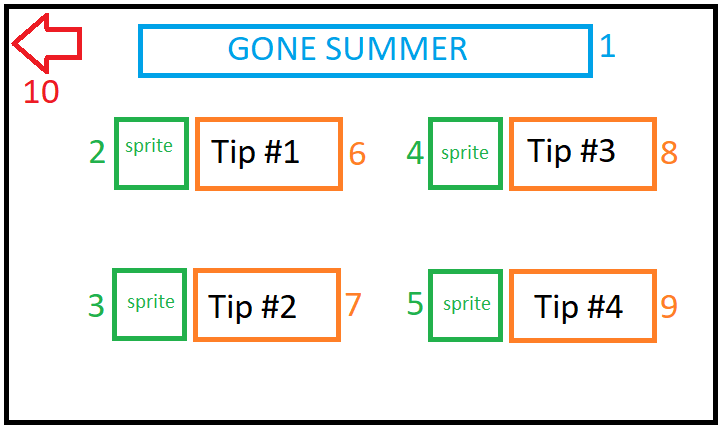 GONE SUMMER 1
10
2 sprite Tip #1 6 4 sprite Tip #3 8
3 sprite Tip #2 7 5 sprite Tip #4 9